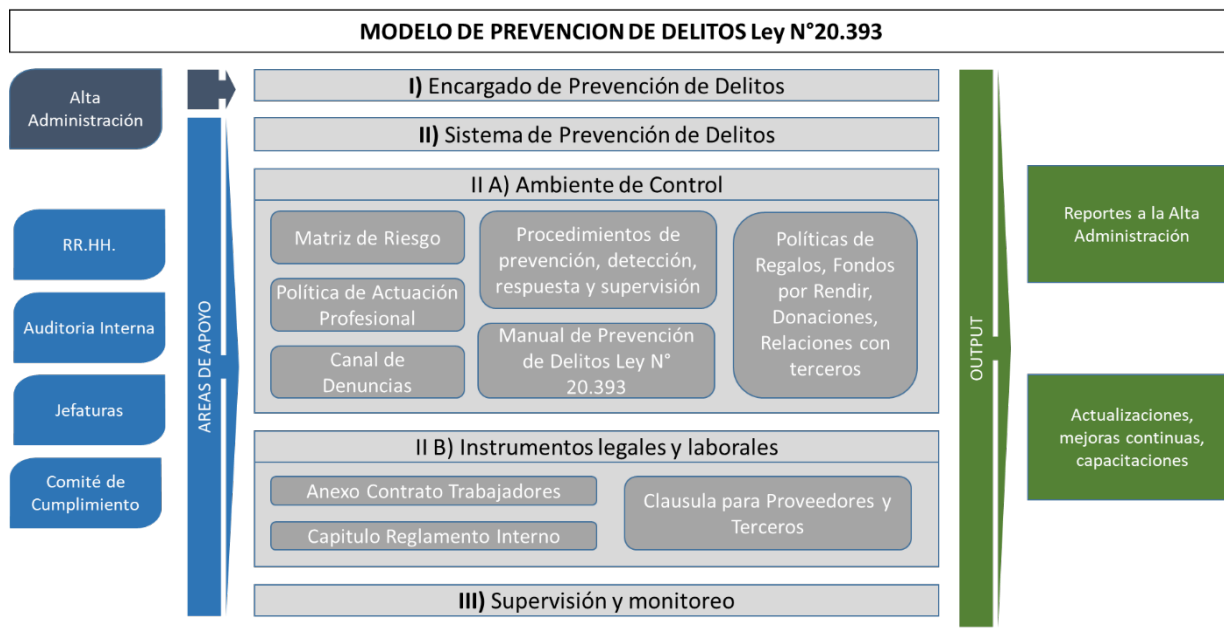 MODELO DE PREVENCION DE DELITOS Ley N°20.393
Alta
Administración
RR.HH.
Auditoria Interna
Jefaturas
Comité de
Cumplimiento
AREAS DE APOYO
I) Encargado de Prevención de Delitos
II) Sistema de Prevención de Delitos
II A) Ambiente de Control
Matriz de Riesgo
Política de Actuación
Profesional
Canal de
Denuncias
Procedimientos de
prevención, detección,
respuesta y supervisión
Manual de Prevención
de Delitos Ley N°
20.393
Políticas de
Regalos, Fondos
por Rendir,
Donaciones,
Relaciones con
terceros
II B) Instrumentos legales y laborales
Anexo Contrato Trabajadores
Capitulo Reglamento Interno
Clausula para Proveedores y
Terceros
III) Supervisión y monitoreo
OUTPUT
Reportes a la Alta
Administración
Actualizaciones,
mejoras continuas,
capacitaciones